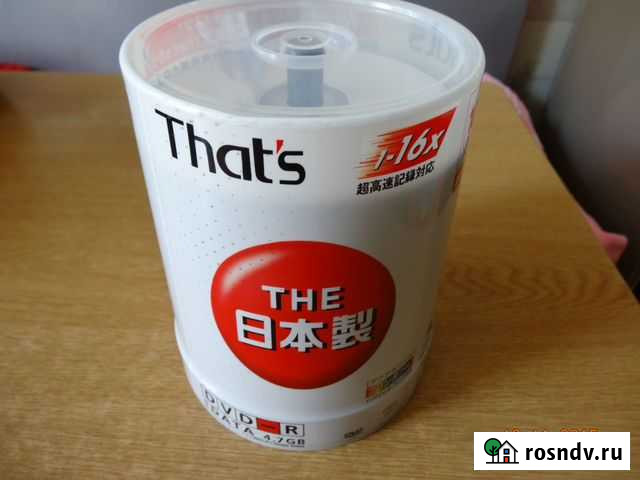 That's
1-16x
超高速記録対応
THE
日本製
DVD-R
DATA 4.7GB
rosndv.ru